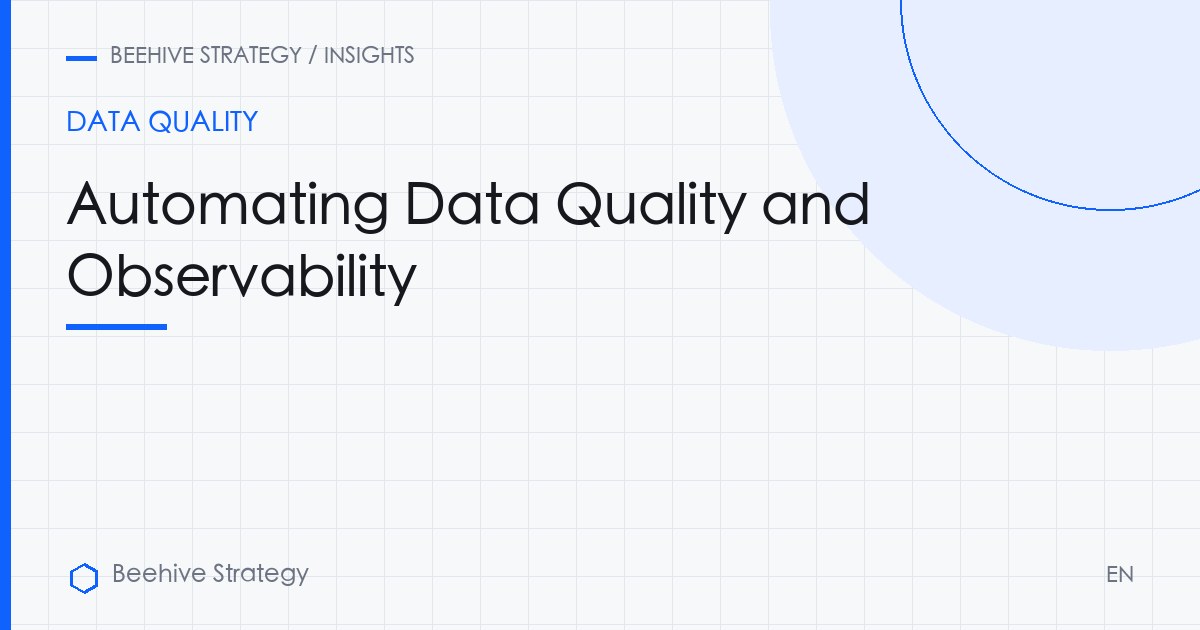 BEEHIVE STRATEGY / INSIGHTS
DATA QUALITY
Automating Data Quality and
Observability
Beehive Strategy
EN